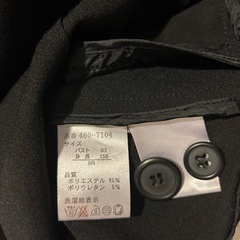 品番 460-7104
サイズ
バスト 83
身長 158
9R
品質
ポリエステル 95%
ポリウレタン 5%
洗濯絵表示